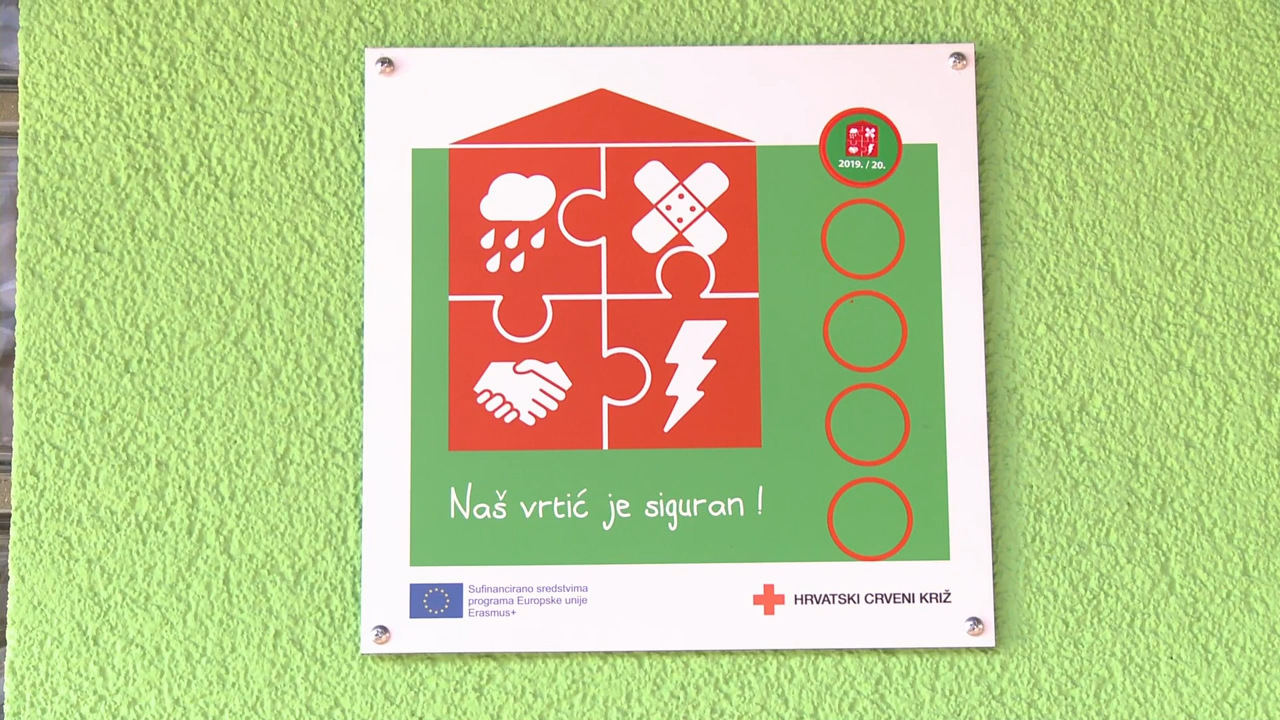 2019. / 20.
Naš vrtić je siguran !
Sufinancirano sredstvima
programa Europske unije
Erasmus+
HRVATSKI CRVENI KRIŽ